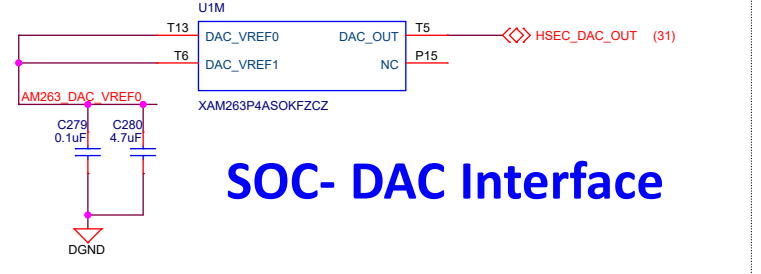 U1M
T13 DAC_VREF0 DAC_OUT T5 HSEC_DAC_OUT (31)
T6 DAC_VREF1 NC P15
AM263_DAC_VREF0 XAM263P4ASOKFZCZ
C279 C280
0.1uF 4.7uF
SOC- DAC Interface
DGND